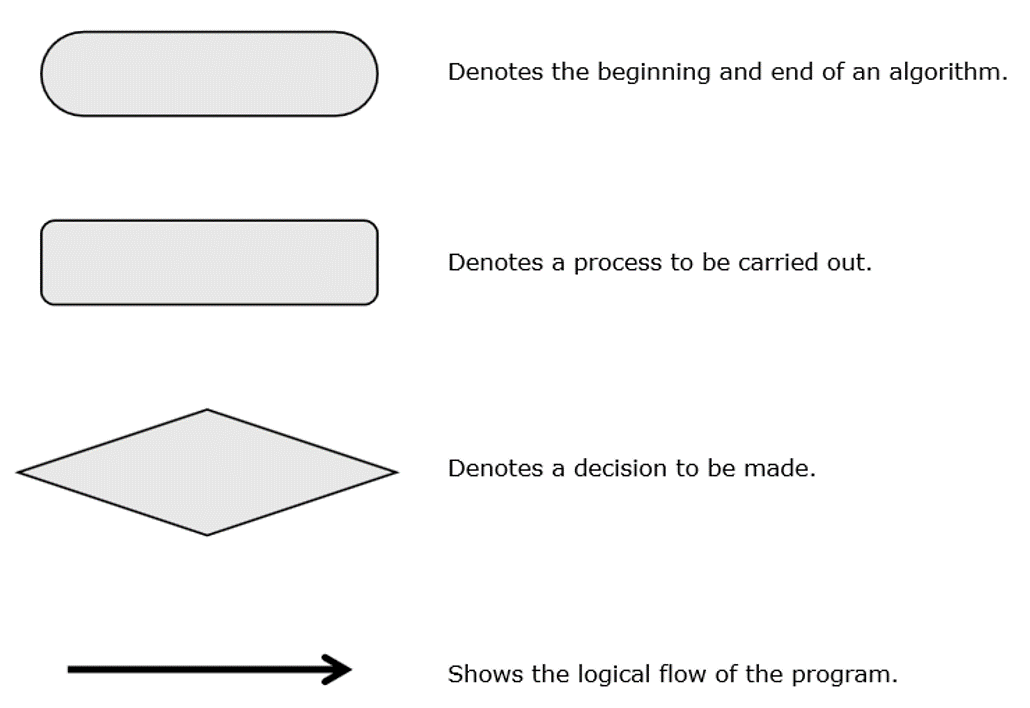 Denotes the beginning and end of an algorithm.
Denotes a process to be carried out.
Denotes a decision to be made.
Shows the logical flow of the program.